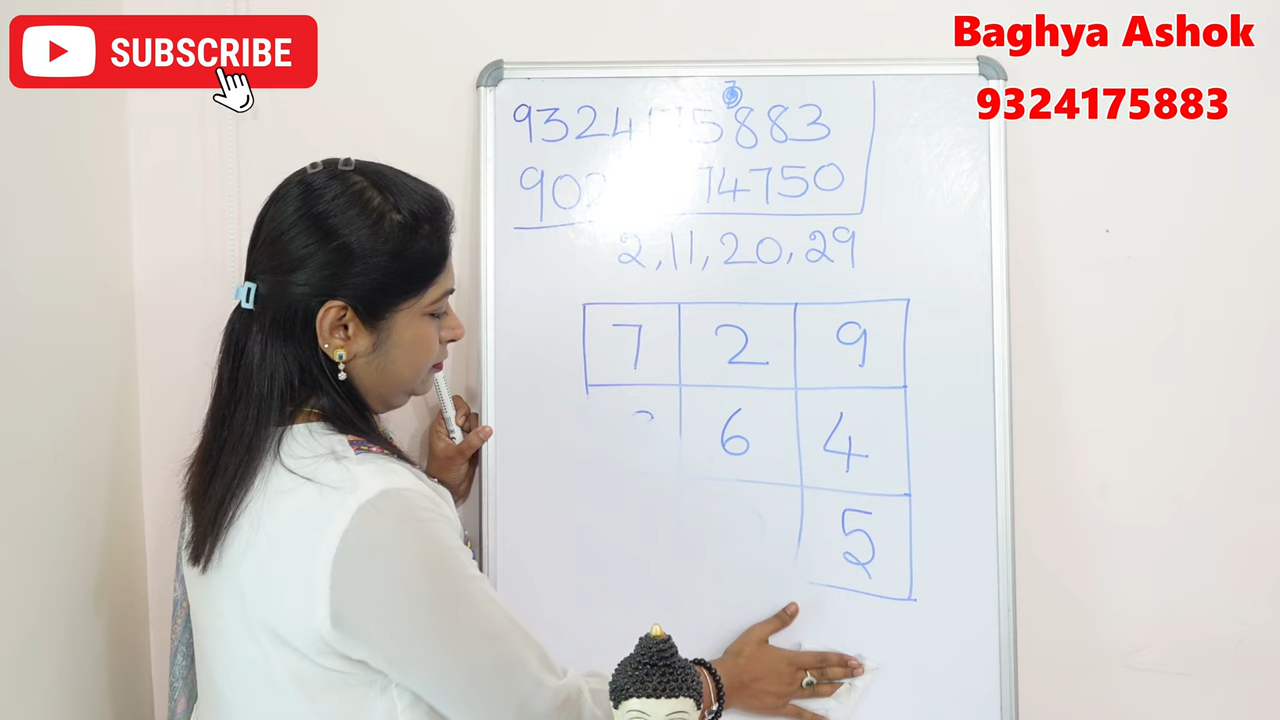 SUBSCRIBE
Baghya Ashok
9324175883
9324175883
902 74750
2, 11, 20, 29
7 2 9
6 4
5